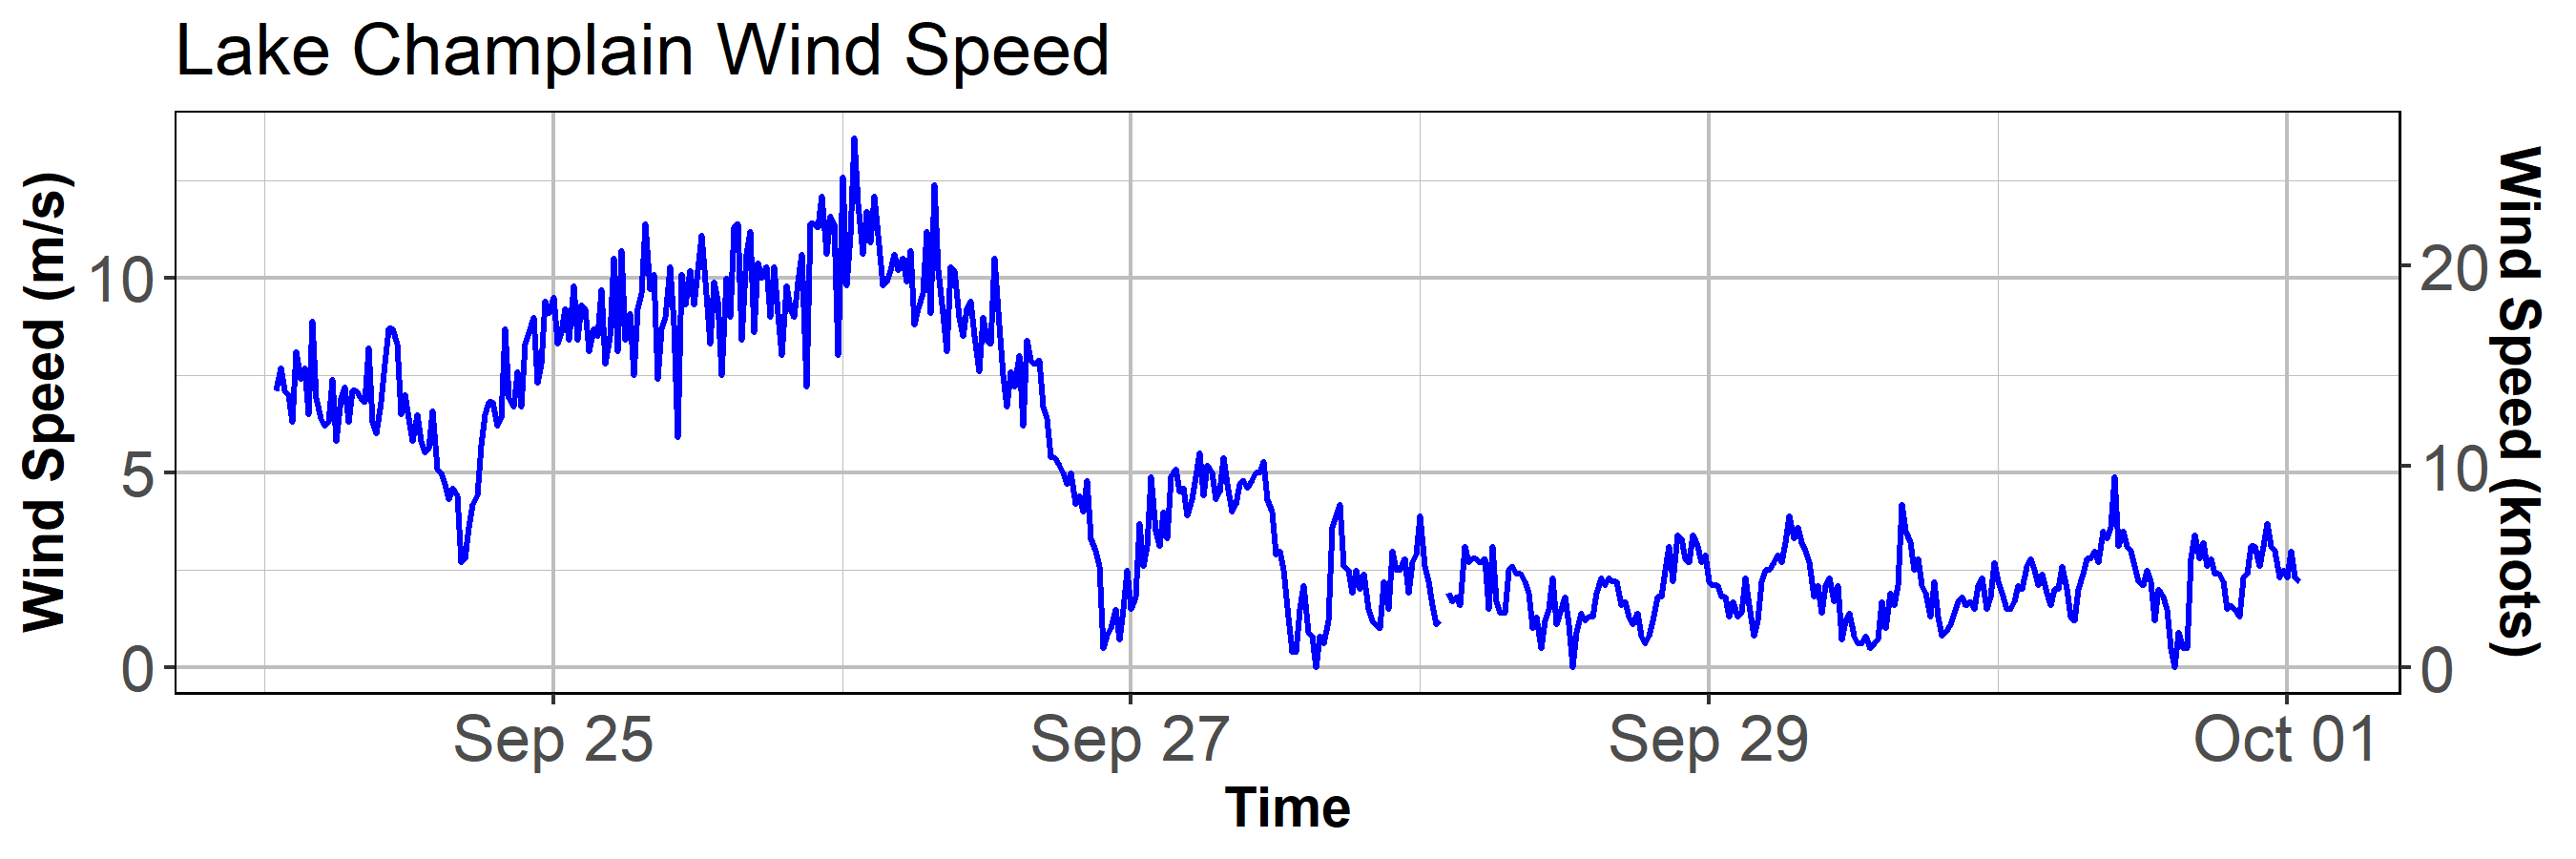 Lake Champlain Wind Speed
Wind Speed (m/s)
10
5
0
20
10
0
Wind Speed (knots)
Sep 25
Sep 27
Sep 29
Oct 01
Time